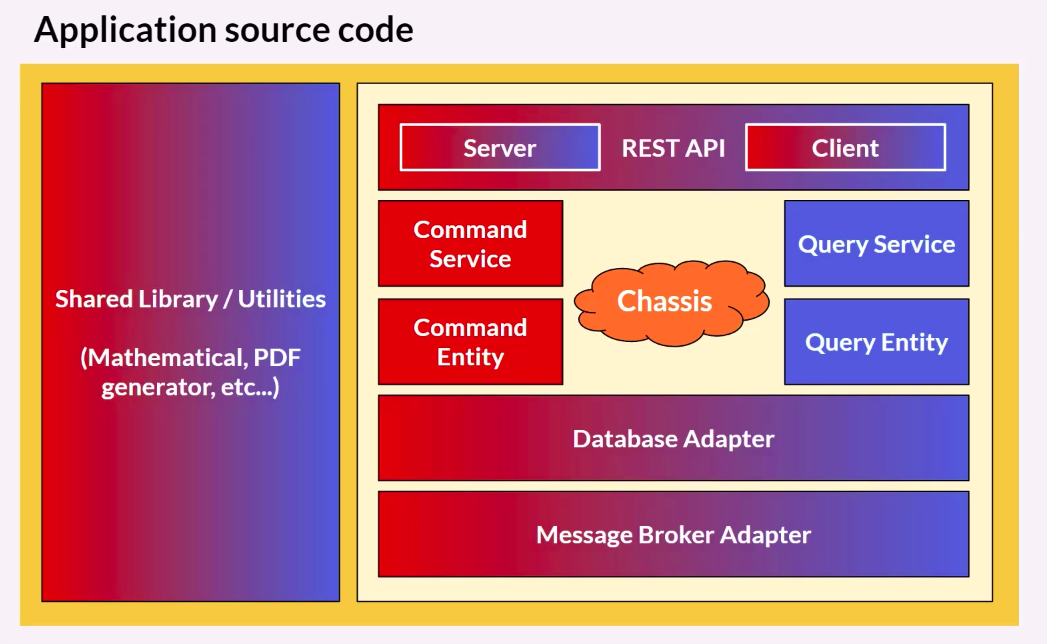 Application source code
Shared Library / Utilities
(Mathematical, PDF
generator, etc...)
Server
REST API
Client
Command
Service
Query Service
Chassis
Command
Entity
Query Entity
Database Adapter
Message Broker Adapter